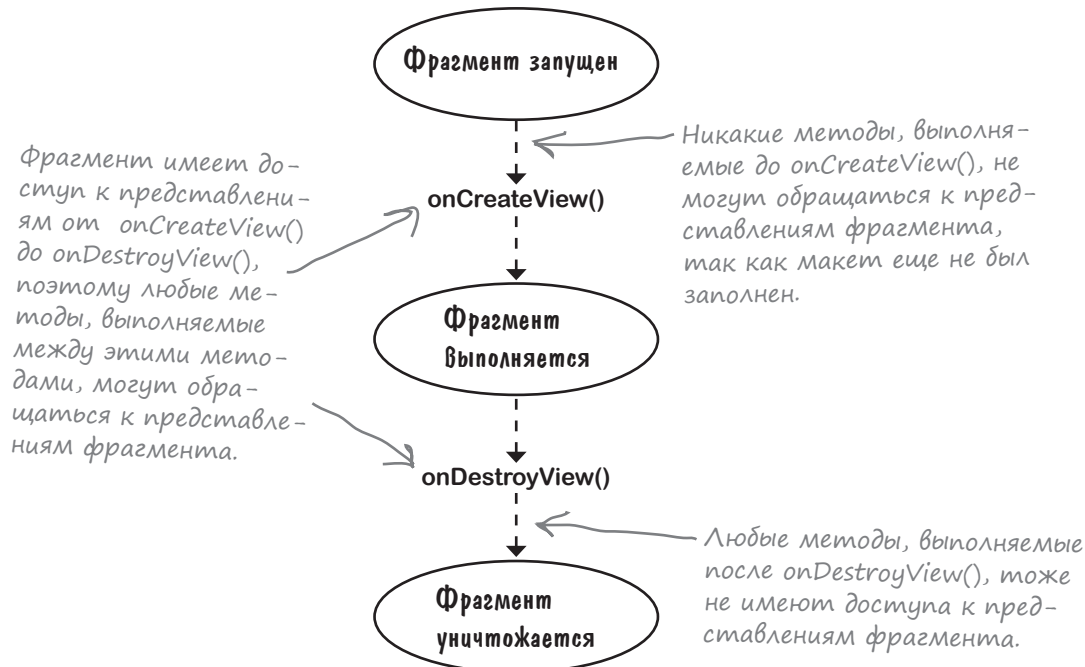 Фрагмент запущен
Никакие методы, выполня-
емые до onCreateView(), не
могут обращаться к пред-
ставлениям фрагмента,
так как макет еще не был
заполнен.
Фрагмент имеет до-
ступ к представлени-
ям от onCreateView()
до onDestroyView(),
поэтому любые ме-
тоды, выполняемые
между этими мето-
дами, могут обра-
щаться к представле-
ниям фрагмента.
onCreateView()
Фрагмент
выполняется
onDestroyView()
Любые методы, выполняемые
после onDestroyView(), тоже
не имеют доступа к пред-
ставлениям фрагмента.
Фрагмент
уничтожается